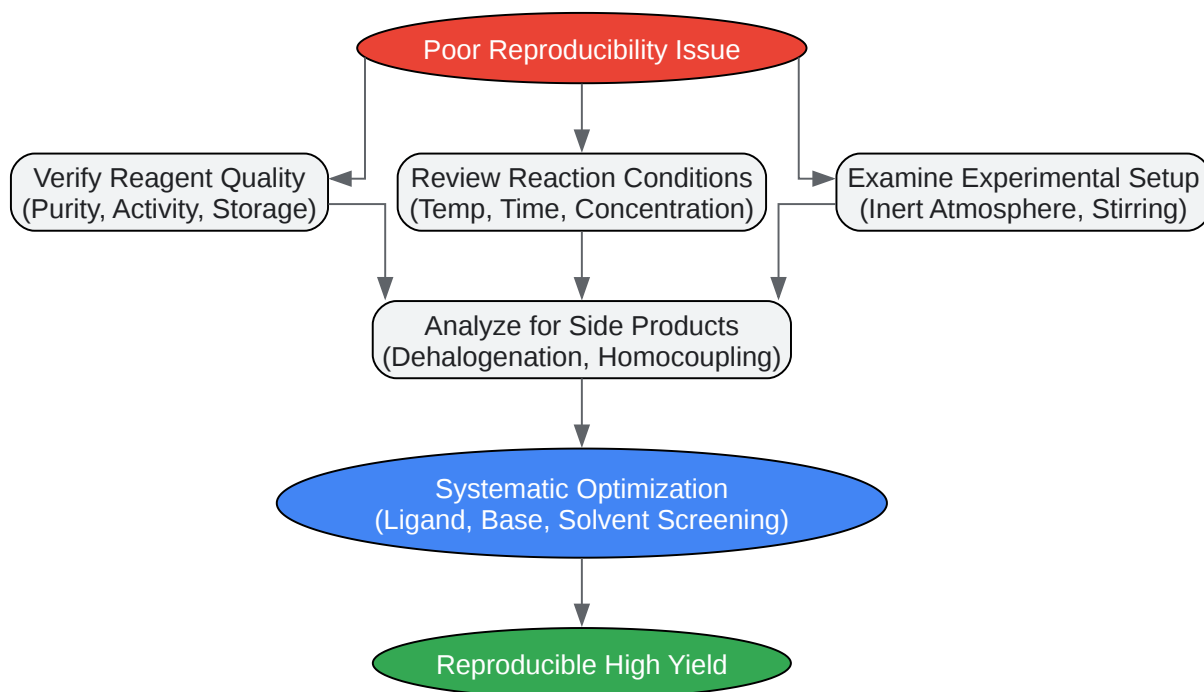 Poor Reproducibility Issue
Verify Reagent Quality
(Purity, Activity, Storage)
Review Reaction Conditions
(Temp, Time, Concentration)
Examine Experimental Setup
(Inert Atmosphere, Stirring)
Analyze for Side Products
(Dehalogenation, Homocoupling)
Systematic Optimization
(Ligand, Base, Solvent Screening)
Reproducible High Yield